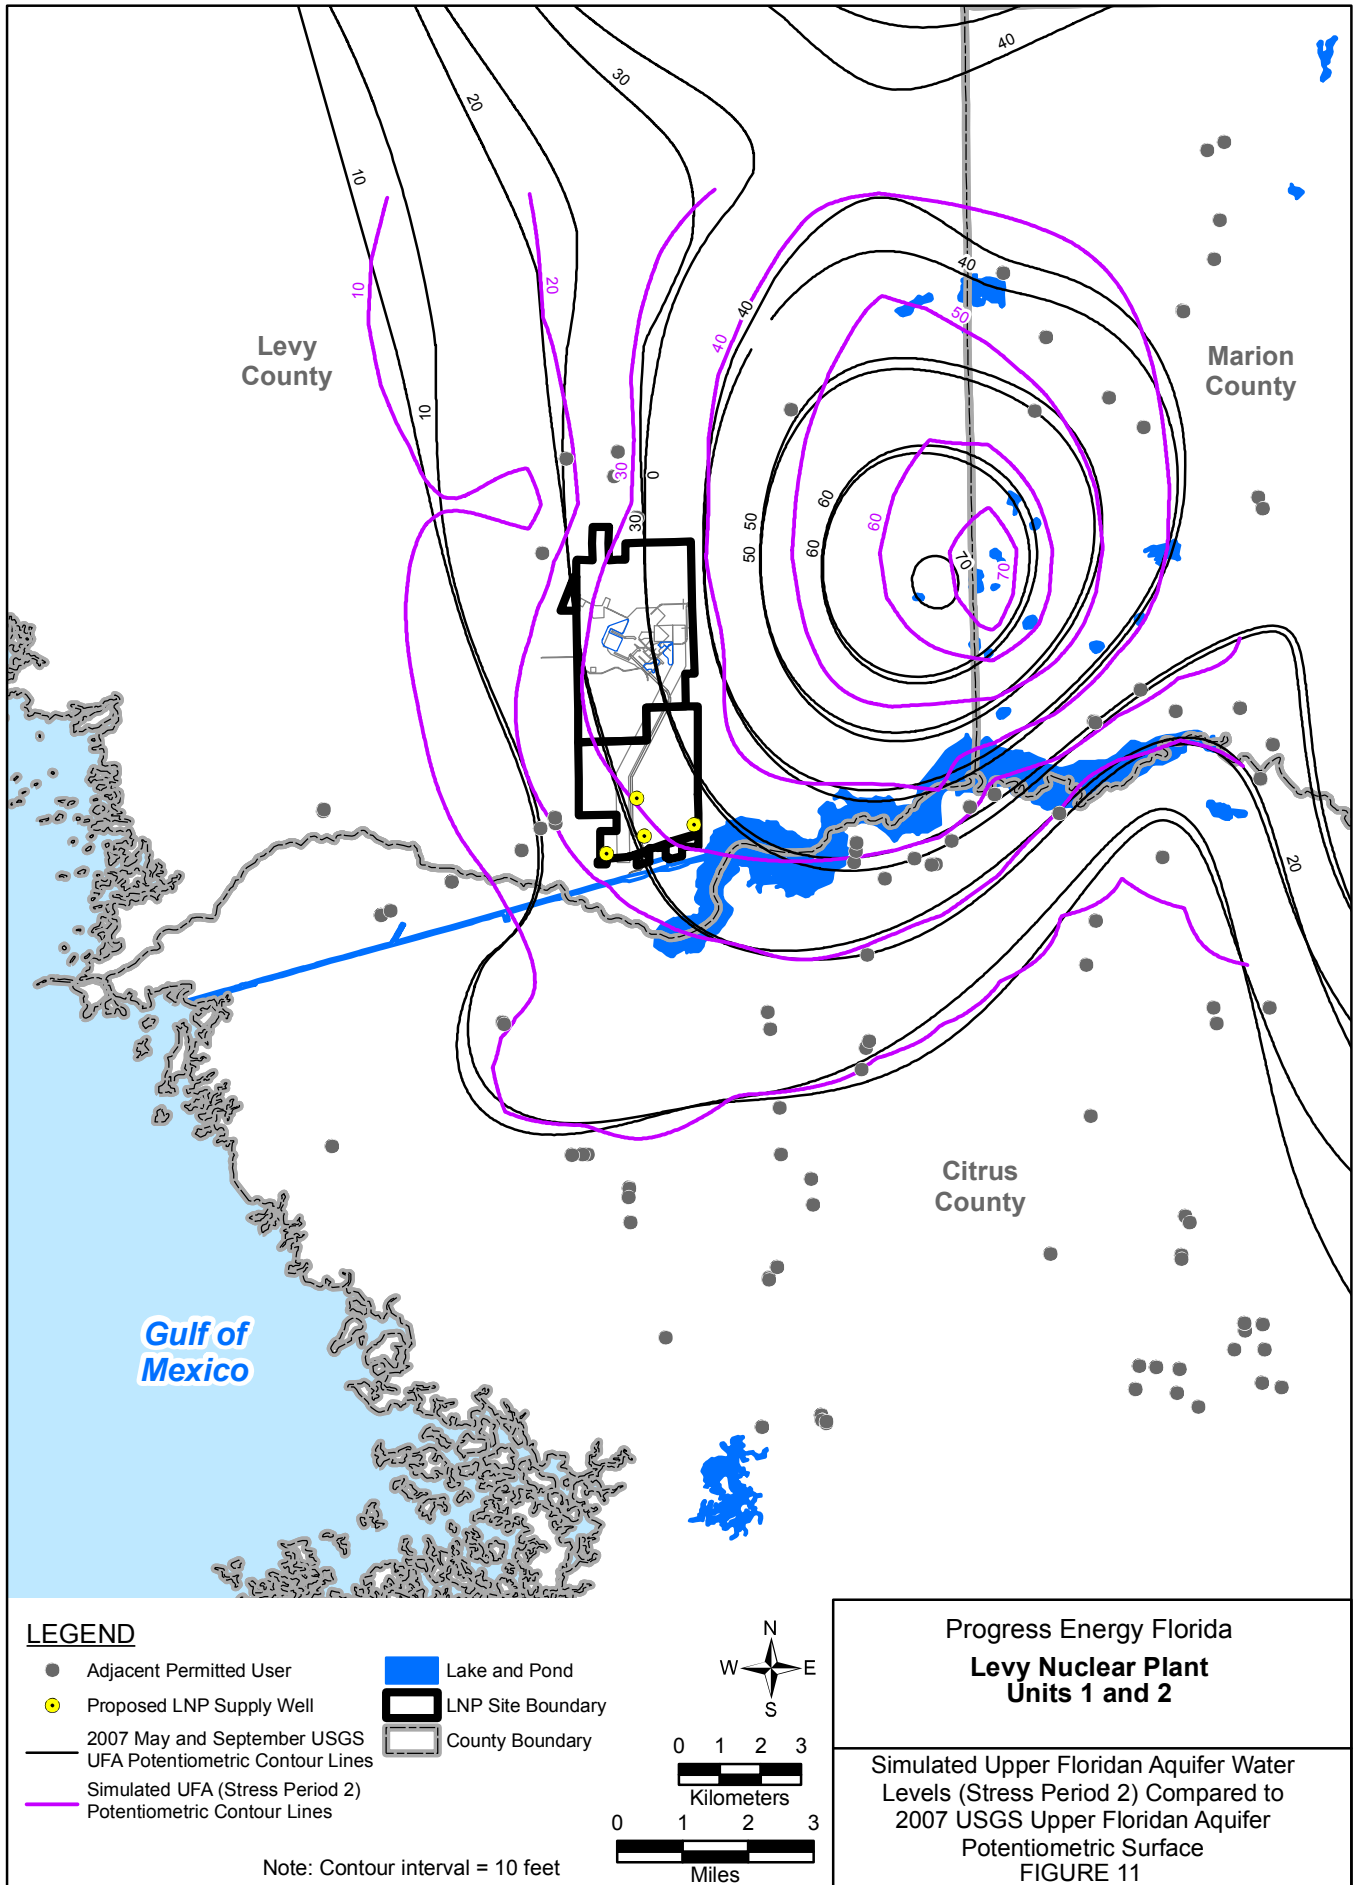 40
30
20
10
40
10
20
40
50
40
40
Levy
County
Marion
County
10
30
0
60
50
30
60
50
60
70
70
20
Citrus
County
Gulf of
Mexico
LEGEND
Adjacent Permitted User
Proposed LNP Supply Well
2007 May and September USGS
UFA Potentiometric Contour Lines
Simulated UFA (Stress Period 2)
Potentiometric Contour Lines
Lake and Pond
LNP Site Boundary
County Boundary
Note: Contour interval = 10 feet
N
W E
S
0 1 2 3
Kilometers
0 1 2 3
Miles
Progress Energy Florida
Levy Nuclear Plant
Units 1 and 2
Simulated Upper Floridan Aquifer Water
Levels (Stress Period 2) Compared to
2007 USGS Upper Floridan Aquifer
Potentiometric Surface
FIGURE 11